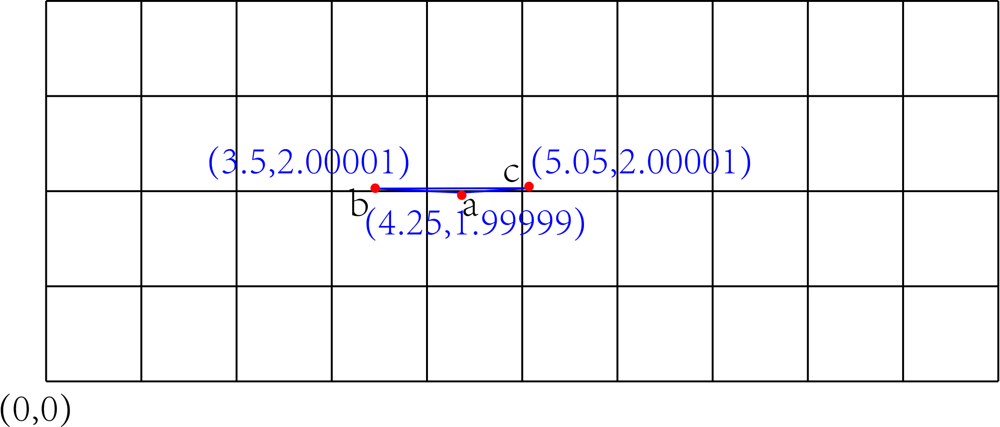 (3.5,2.00001)
c
(5.05,2.00001)
b
a
(4.25,1.99999)
(0,0)